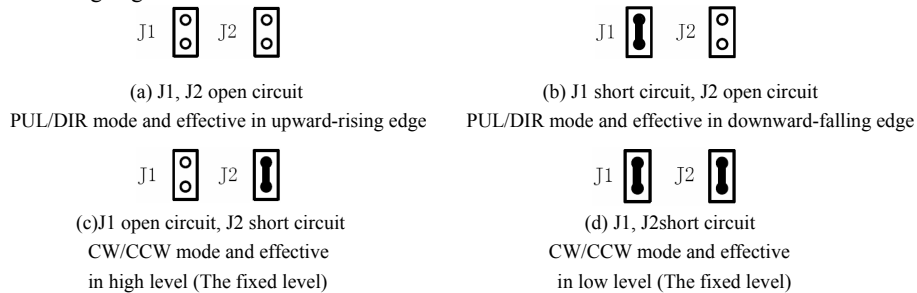 J1 J2 J1 J2
(a) J1, J2 open circuit (b) J1 short circuit, J2 open circuit
PUL/DIR mode and effective in upward-rising edge PUL/DIR mode and effective in downward-falling edge
J1 J2 J1 J2
(c)J1 open circuit, J2 short circuit (d) J1, J2short circuit
CW/CCW mode and effective CW/CCW mode and effective
in high level (The fixed level) in low level (The fixed level)